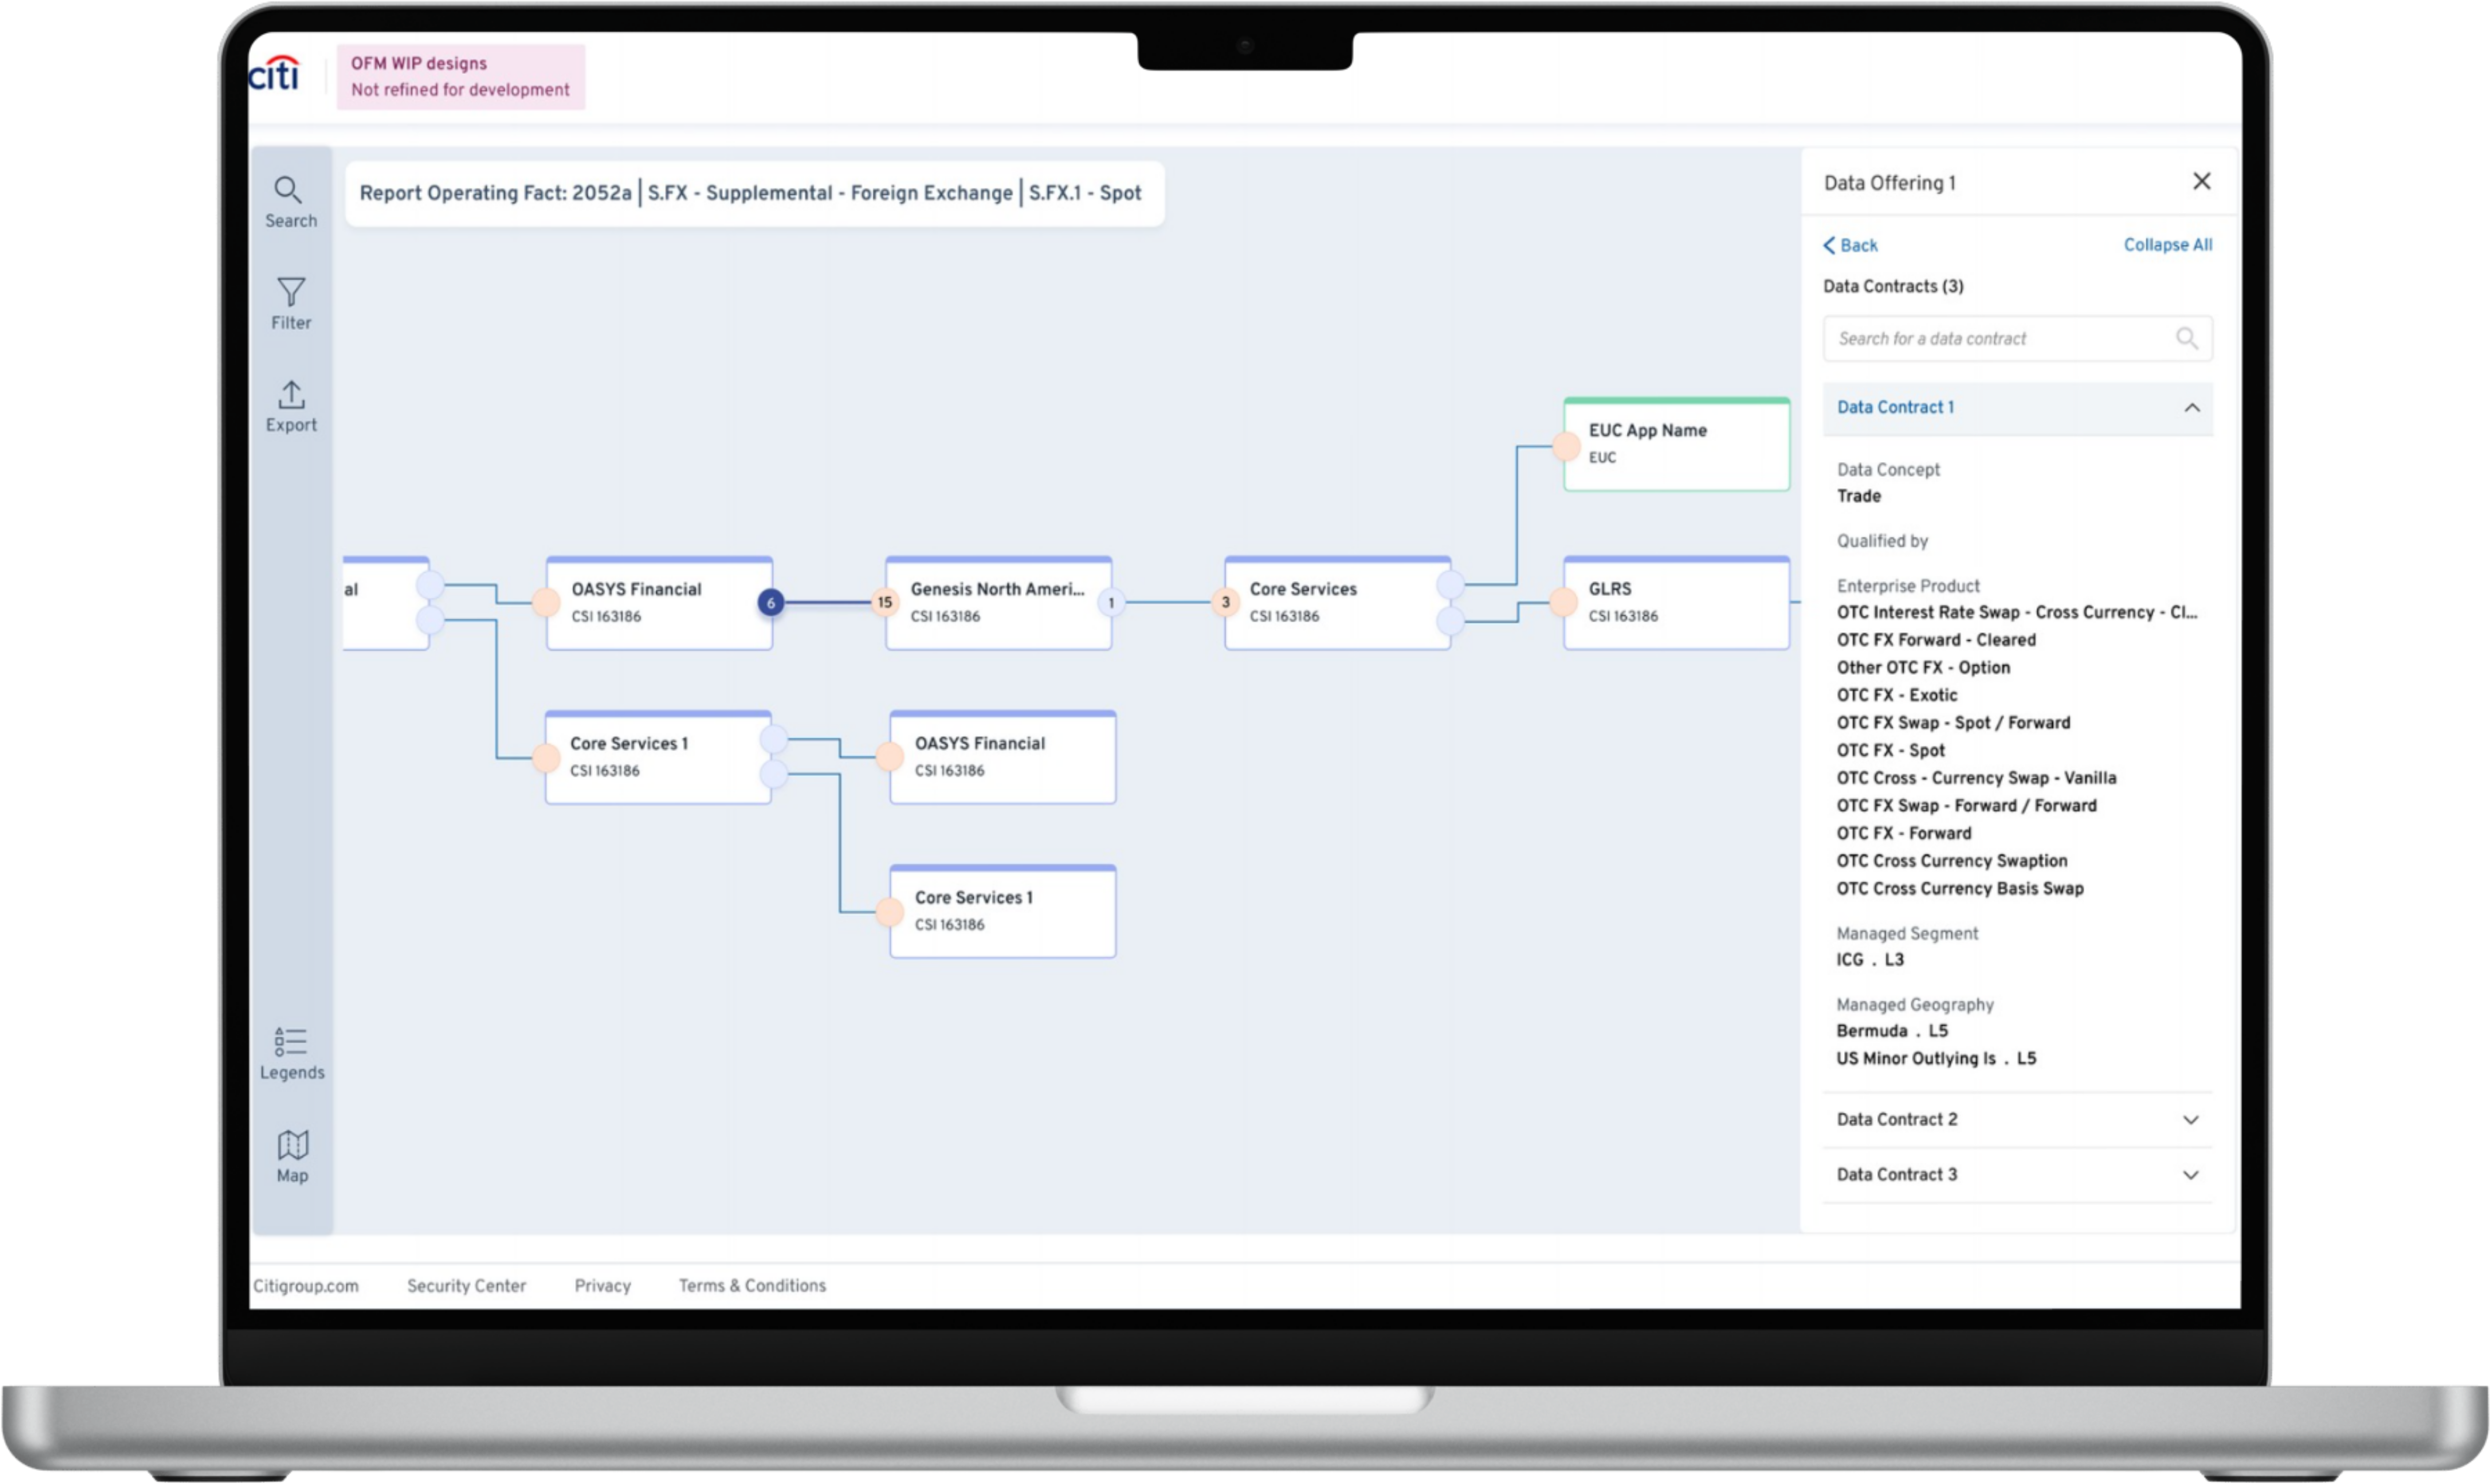 citi
OFM WIP designs
Not refined for development
Search
Filter
Export
Legends
Map
Report Operating Fact: 2052a | S.FX - Supplemental - Foreign Exchange | S.FX.1 - Spot
al
OASYS Financial
CSI 163186
6
15
Genesis North Ameri...
CSI 163186
1
3
Core Services
CSI 163186
EUC App Name
EUC
GLRS
CSI 163186
Core Services 1
CSI 163186
OASYS Financial
CSI 163186
Core Services 1
CSI 163186
Data Offering 1
Back
Collapse All
Data Contracts (3)
Search for a data contract
Data Contract 1
Data Concept
Trade
Qualified by
Enterprise Product
OTC Interest Rate Swap - Cross Currency - Cl...
OTC FX Forward - Cleared
Other OTC FX - Option
OTC FX - Exotic
OTC FX Swap - Spot / Forward
OTC FX - Spot
OTC Cross - Currency Swap - Vanilla
OTC FX Swap - Forward / Forward
OTC FX - Forward
OTC Cross Currency Swaption
OTC Cross Currency Basis Swap
Managed Segment
ICG . L3
Managed Geography
Bermuda . L5
US Minor Outlying Is . L5
Data Contract 2
Data Contract 3
Citigroup.com
Security Center
Privacy
Terms & Conditions